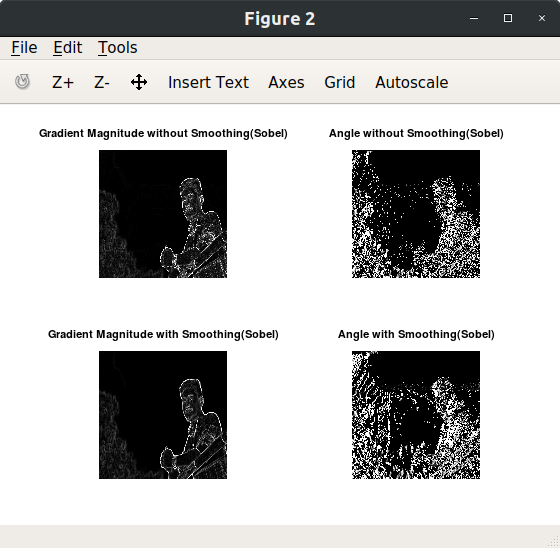 Figure 2
File Edit Tools
Z+ Z- Insert Text Axes Grid Autoscale
Gradient Magnitude without Smoothing(Sobel) Angle without Smoothing(Sobel)
Gradient Magnitude with Smoothing(Sobel) Angle with Smoothing(Sobel)